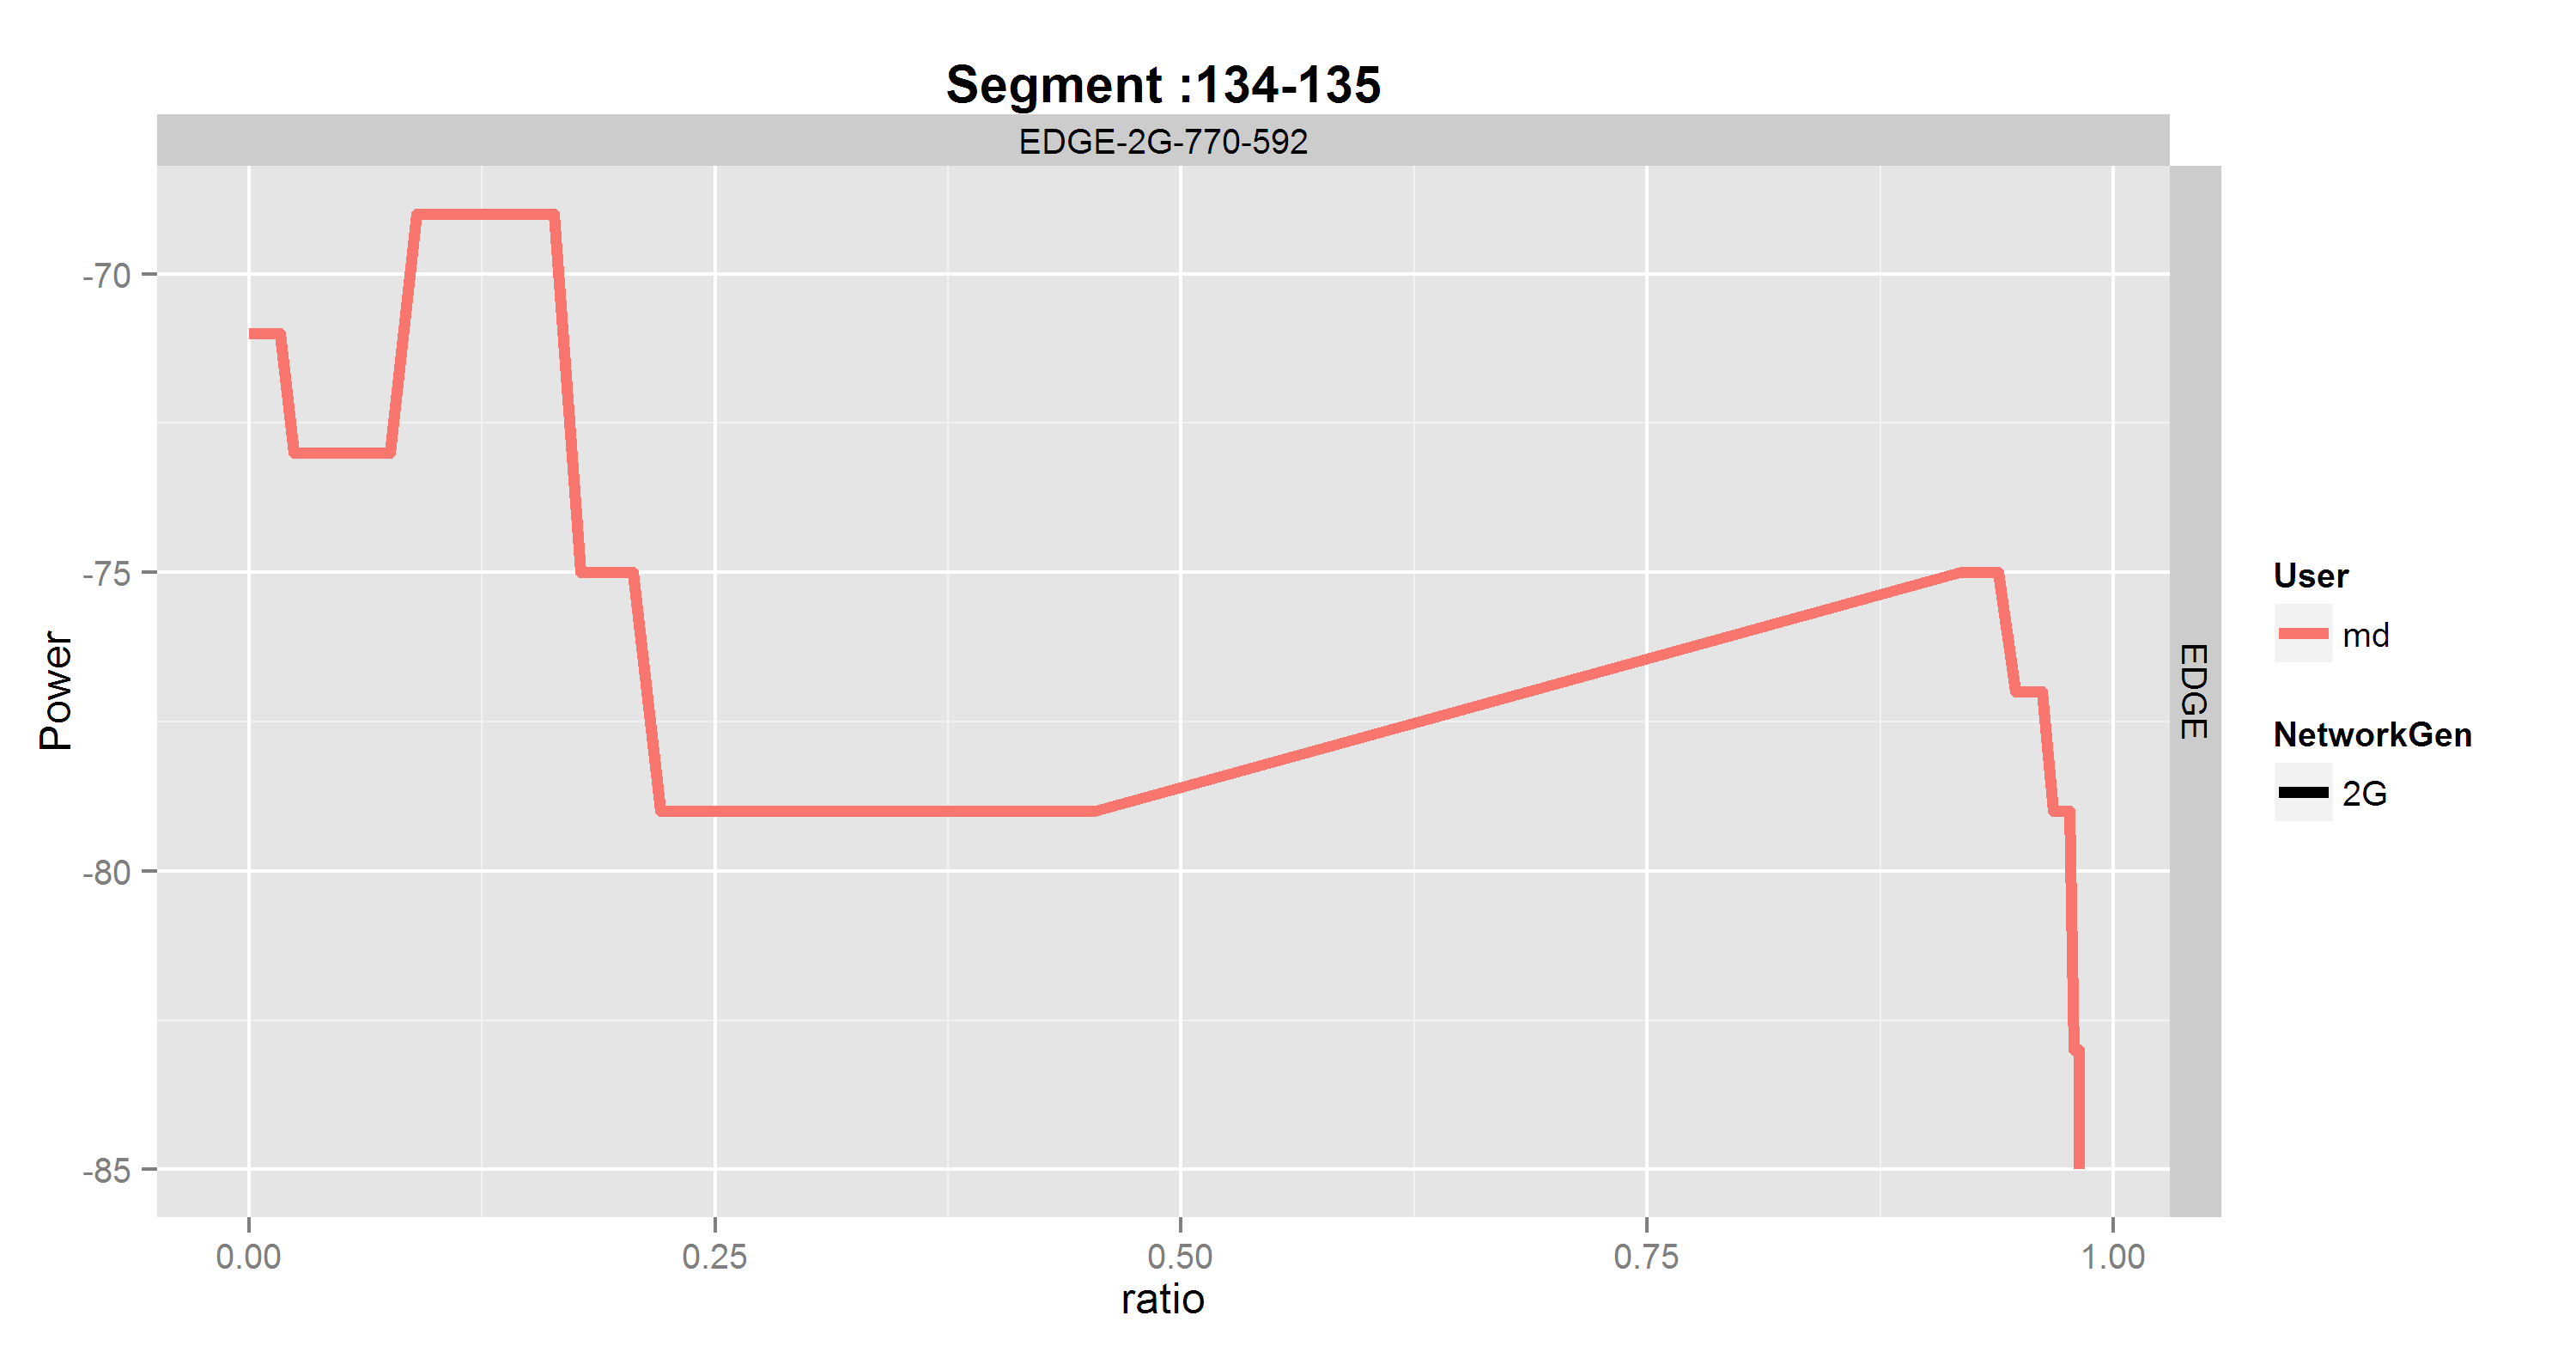 Segment :134-135
EDGE-2G-770-592
-70
-75
-80
-85
Power
EDGE
0.00 0.25 0.50 0.75 1.00
ratio
User
md
NetworkGen
2G